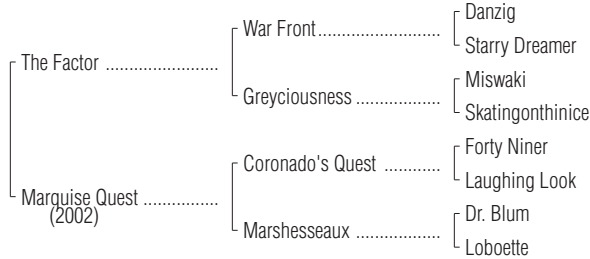 Danzig
War Front........................
Starry Dreamer
The Factor ......................
Miswaki
Greyciousness .................
Skatingonthinice
Forty Niner
Coronado's Quest ...........
Laughing Look
Marquise Quest ...............
(2002)
Dr. Blum
Marshesseaux .................
Loboette